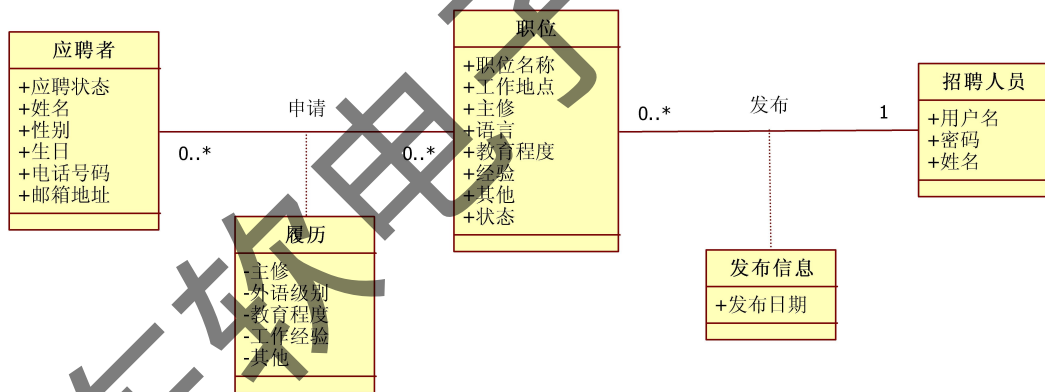 应聘者
+应聘状态
+姓名
+性别
+生日
+电话号码
+邮箱地址
申请
0..*
0..*
履历
-主修
-外语级别
-教育程度
-工作经验
-其他
职位
+职位名称
+工作地点
+主修
+语言
+教育程度
+经验
+其他
+状态
0..*
发布
1
发布信息
+发布日期
招聘人员
+用户名
+密码
+姓名
软电子